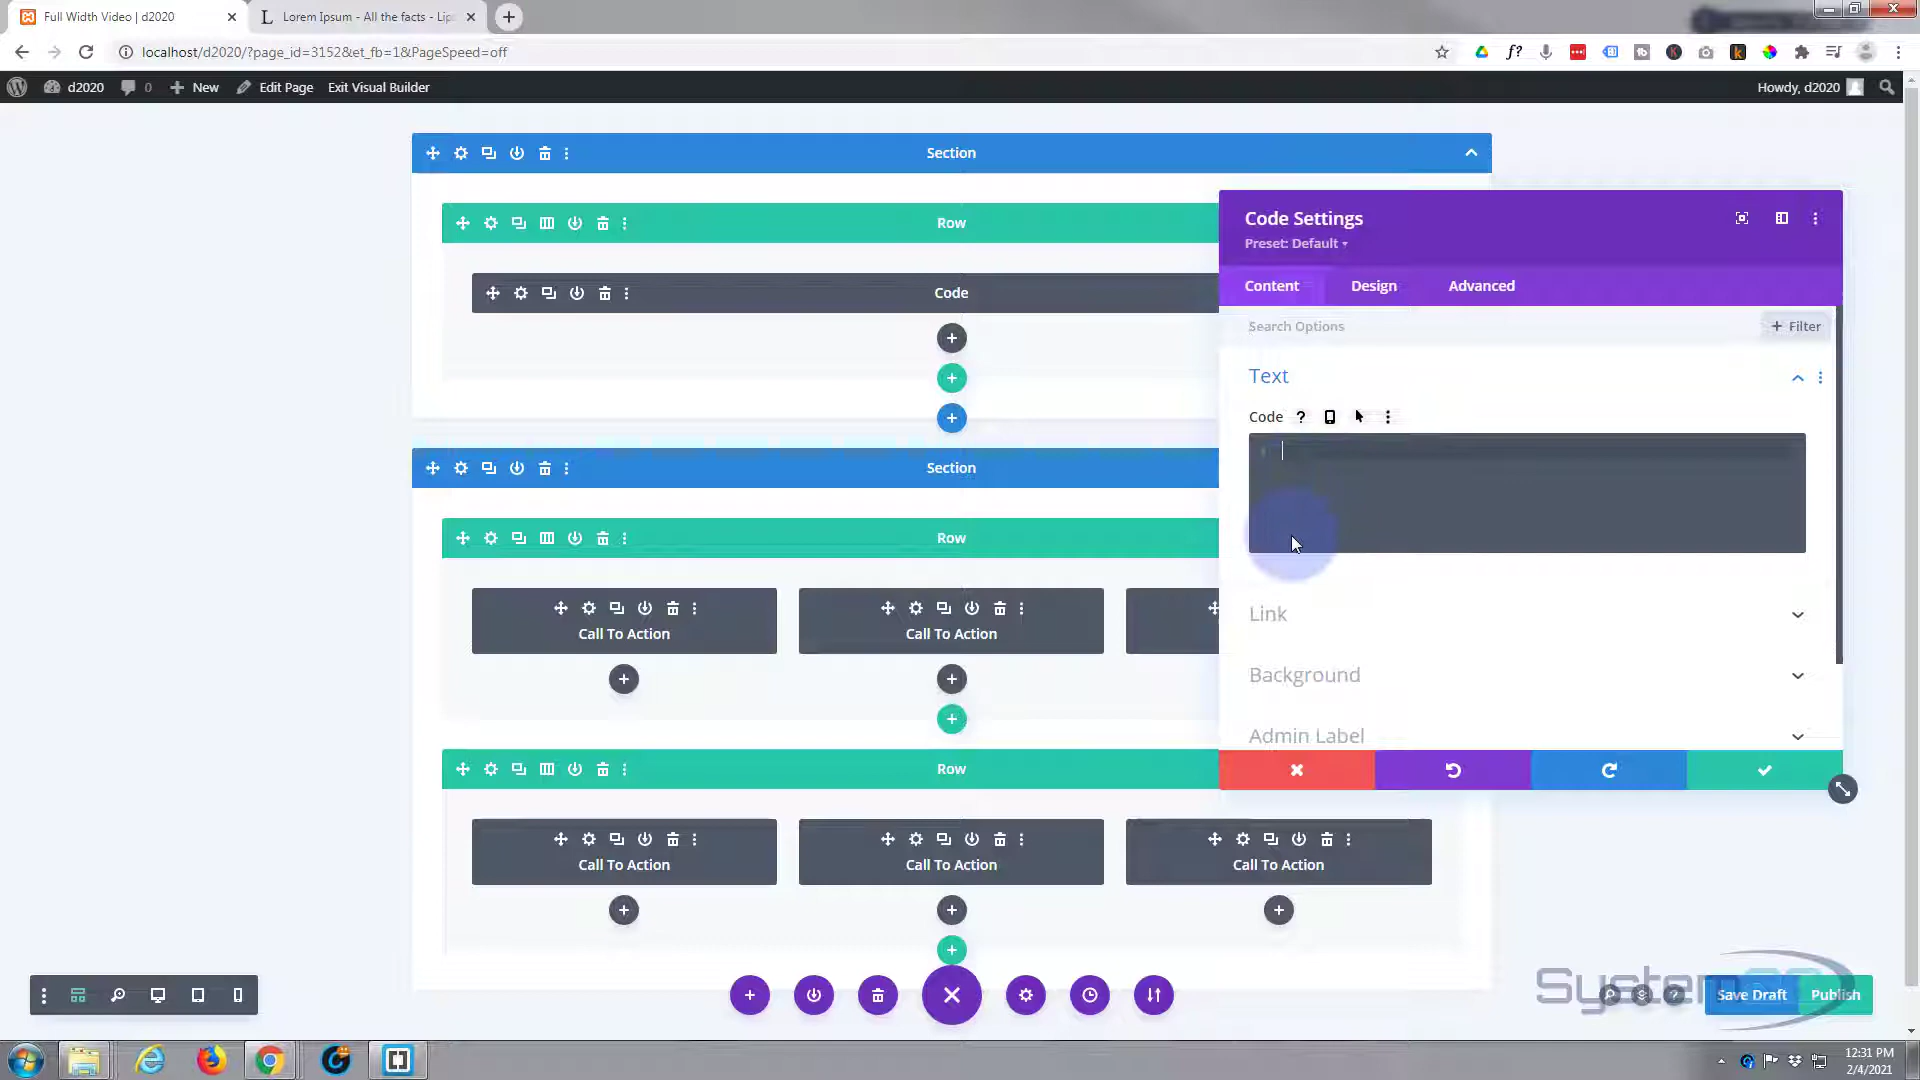 Full Width Video | d2020
Lorem Ipsum - All the facts - Lip
localhost/d2020/?page_id=3152&et_fb=1&PageSpeed=off
d2020
0
New
Edit Page
Exit Visual Builder
Howdy, d2020
Section
Row
Code
Section
Row
Call To Action
Call To Action
Row
Call To Action
Call To Action
Call To Action
Code Settings
Preset: Default
Content
Design
Advanced
Search Options
+ Filter
Text
Code
Link
Background
Admin Label
Save Draft
Publish
12:31 PM
2/4/2021